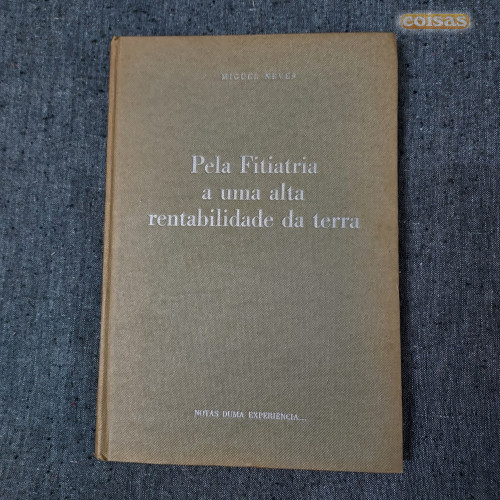 coisas
MIGUEL NEVES
Pela Fitiatria
a uma alta
rentabilidade da terra
NOTAS DUMA EXPERIENCIA...